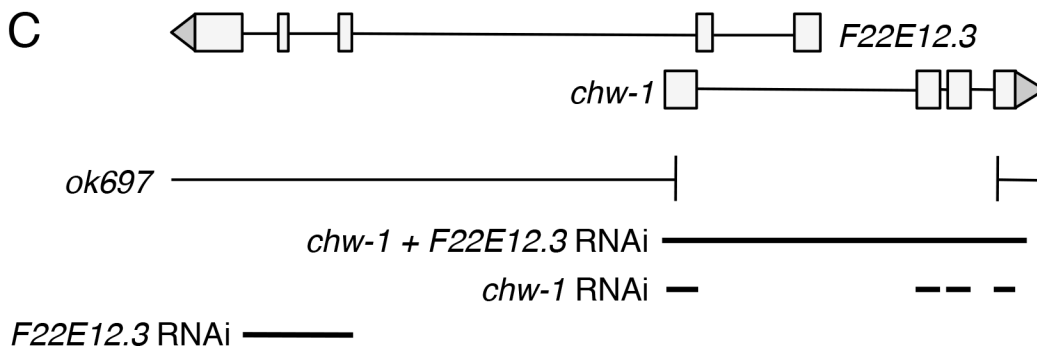 C
F22E12.3
chw-1
ok697
chw-1 + F22E12.3 RNAi
chw-1 RNAi
F22E12.3 RNAi